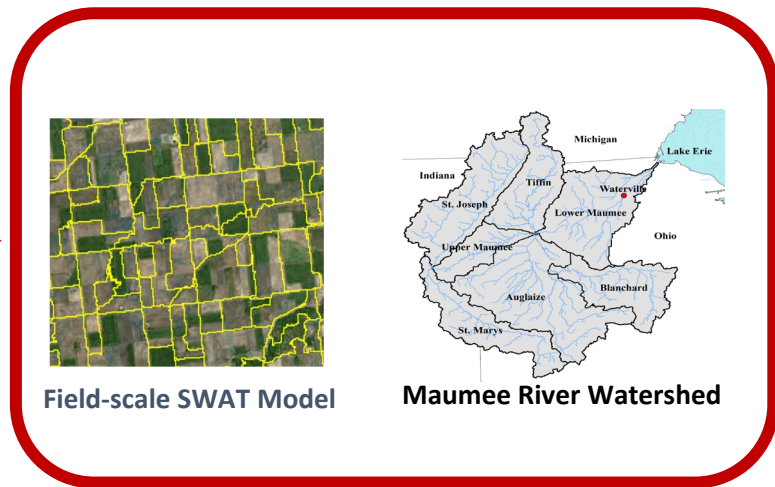 Michigan
Lake Erie
Indiana
Tiffin
Waterville
St. Joseph
Lower Maumee
Ohio
Upper Maumee
Blanchard
Auglaize
St. Marys
Field-scale SWAT Model
Maumee River Watershed